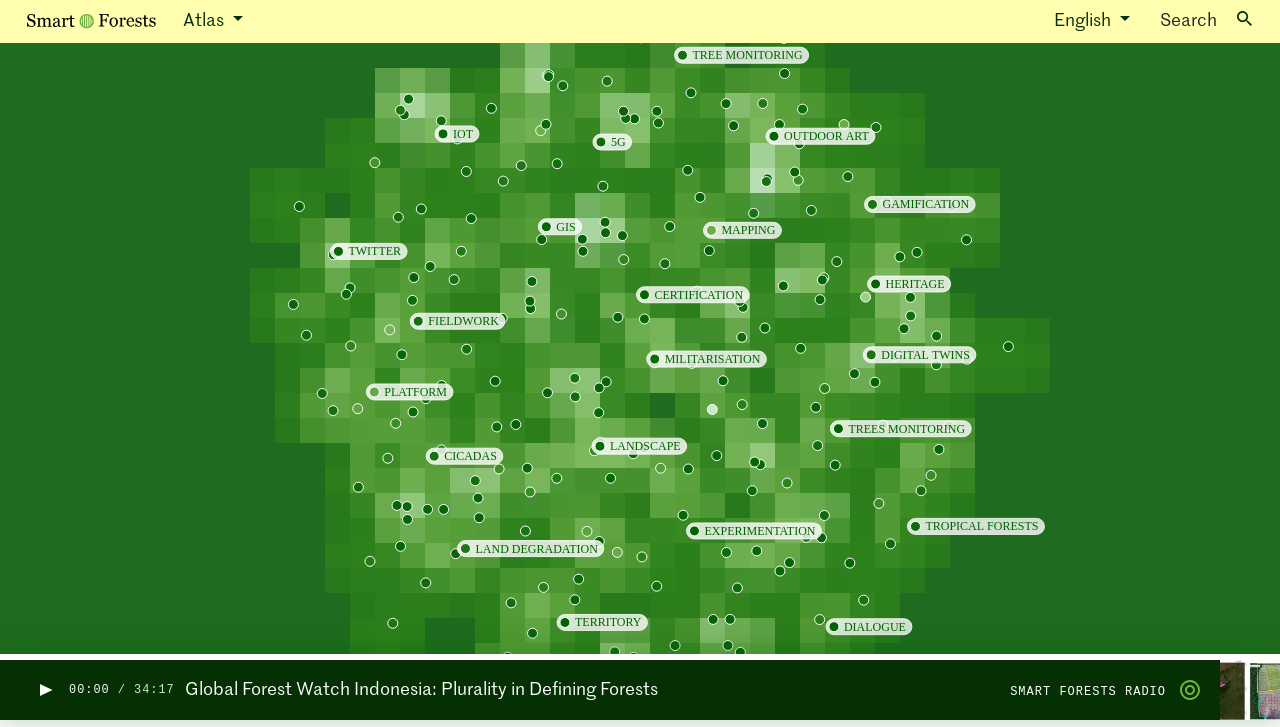 Smart Forests
Atlas
English
Search
TREE MONITORING
IOT
5G
OUTDOOR ART
GAMIFICATION
GIS
MAPPING
TWITTER
HERITAGE
CERTIFICATION
FIELDWORK
MILITARISATION
DIGITAL TWINS
PLATFORM
TREES MONITORING
LANDSCAPE
CICADAS
TROPICAL FORESTS
EXPERIMENTATION
LAND DEGRADATION
TERRITORY
DIALOGUE
00:00 / 34:17
Global Forest Watch Indonesia: Plurality in Defining Forests
SMART FORESTS RADIO